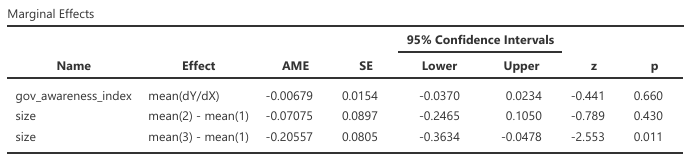 Marginal Effects
95% Confidence Intervals
Name Effect AME SE Lower Upper z p
gov_awareness_index mean(dY/dX) -0.00679 0.0154 -0.0370 0.0234 -0.441 0.660
size mean(2) - mean(1) -0.07075 0.0897 -0.2465 0.1050 -0.789 0.430
size mean(3) - mean(1) -0.20557 0.0805 -0.3634 -0.0478 -2.553 0.011